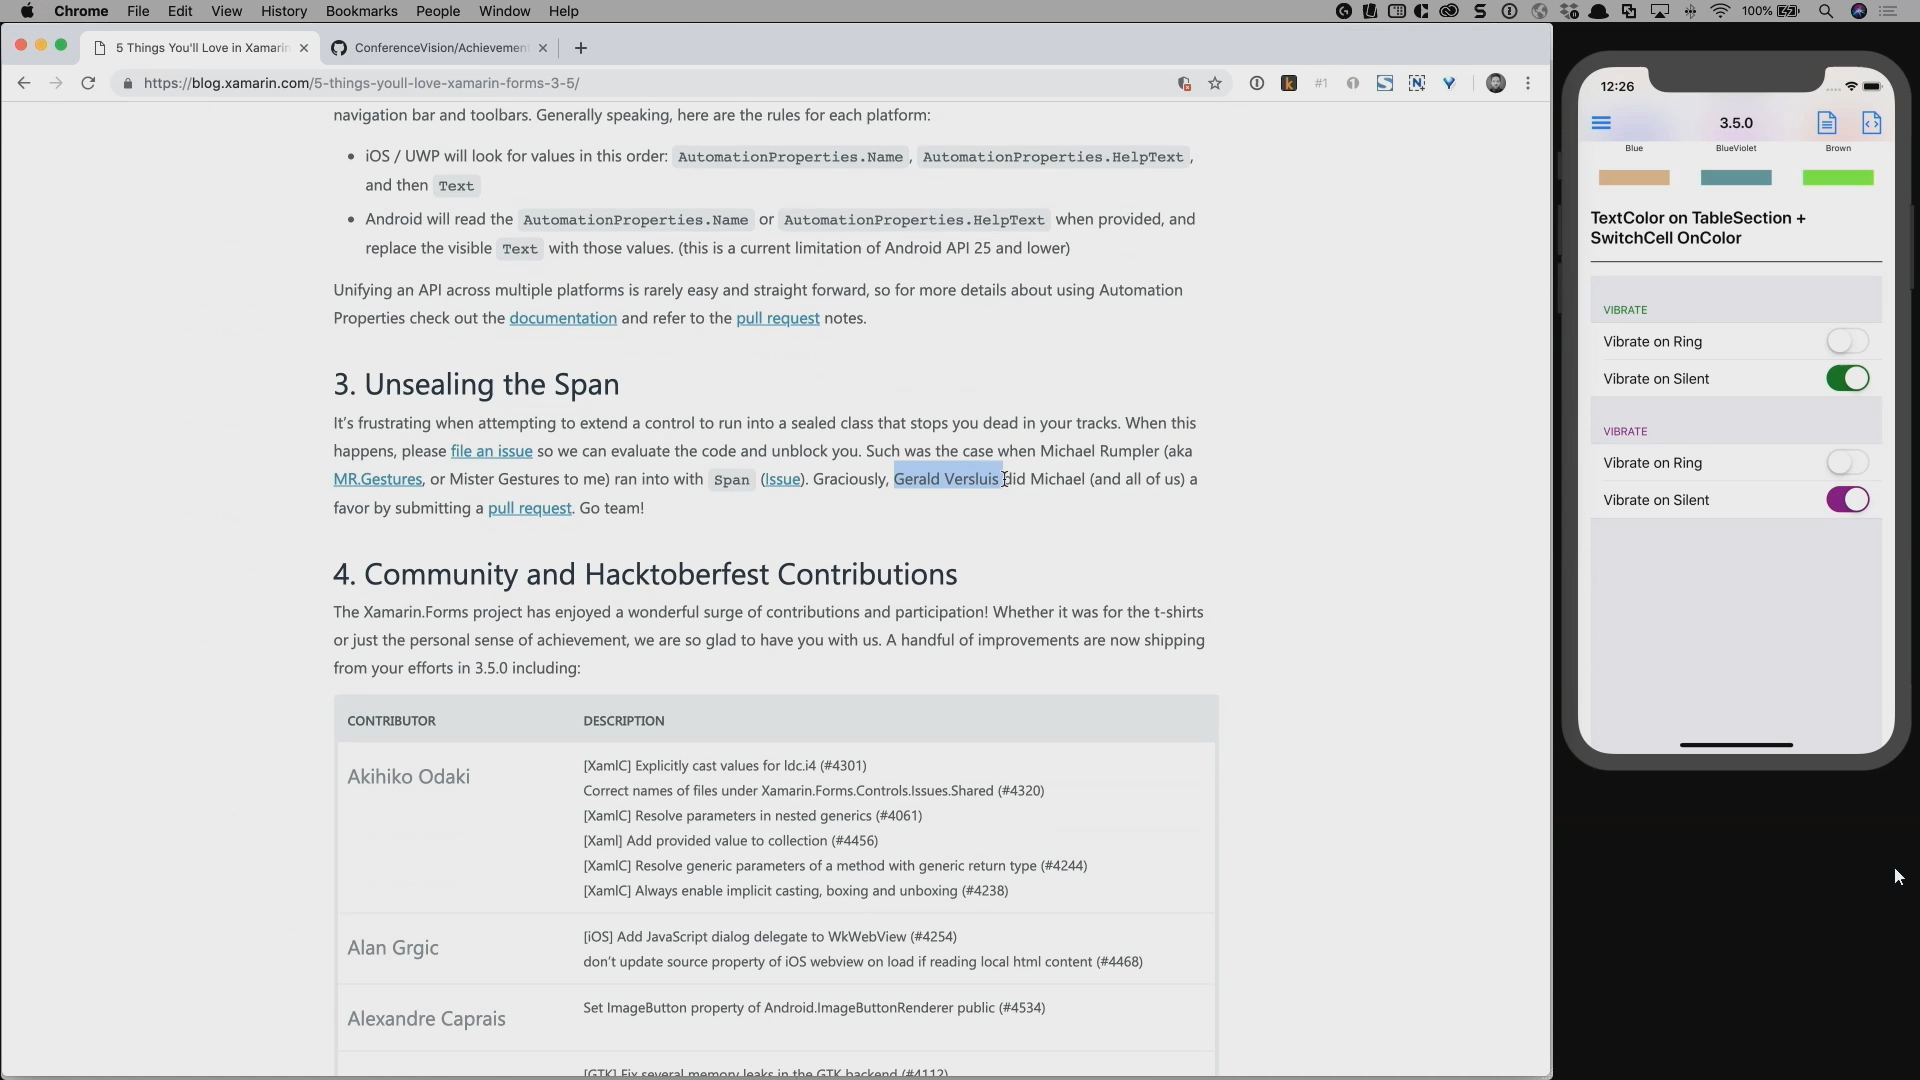 Chrome File Edit View History Bookmarks People Window Help
100%
5 Things You'll Love in Xamarin
ConferenceVision/Achievemen
https://blog.xamarin.com/5-things-youll-love-xamarin-forms-3-5/
#1
navigation bar and toolbars. Generally speaking, here are the rules for each platform:
• iOS / UWP will look for values in this order: AutomationProperties.Name, AutomationProperties.HelpText,
and then Text
• Android will read the AutomationProperties.Name or AutomationProperties.HelpText when provided, and
replace the visible Text with those values. (this is a current limitation of Android API 25 and lower)
Unifying an API across multiple platforms is rarely easy and straight forward, so for more details about using Automation
Properties check out the documentation and refer to the pull request notes.
3. Unsealing the Span
It's frustrating when attempting to extend a control to run into a sealed class that stops you dead in your tracks. When this
happens, please file an issue so we can evaluate the code and unblock you. Such was the case when Michael Rumpler (aka
MR.Gestures, or Mister Gestures to me) ran into with Span (Issue). Graciously, Gerald Versluis did Michael (and all of us) a
favor by submitting a pull request. Go team!
4. Community and Hacktoberfest Contributions
The Xamarin.Forms project has enjoyed a wonderful surge of contributions and participation! Whether it was for the t-shirts
or just the personal sense of achievement, we are so glad to have you with us. A handful of improvements are now shipping
from your efforts in 3.5.0 including:
CONTRIBUTOR DESCRIPTION
Akihiko Odaki
[XamlC] Explicitly cast values for ldc.i4 (#4301)
Correct names of files under Xamarin.Forms.Controls.Issues.Shared (#4320)
[XamlC] Resolve parameters in nested generics (#4061)
[Xaml] Add provided value to collection (#4456)
[XamlC] Resolve generic parameters of a method with generic return type (#4244)
[XamlC] Always enable implicit casting, boxing and unboxing (#4238)
Alan Grgic
[iOS] Add JavaScript dialog delegate to WkWebView (#4254)
don't update source property of iOS webview on load if reading local html content (#4468)
Alexandre Caprais
Set ImageButton property of Android.ImageButtonRenderer public (#4534)
[GTK] Fix several memory leaks in the GTK backend (#4112)
12:26
3.5.0
Blue BlueViolet Brown
TextColor on TableSection +
SwitchCell OnColor
VIBRATE
Vibrate on Ring
Vibrate on Silent
VIBRATE
Vibrate on Ring
Vibrate on Silent